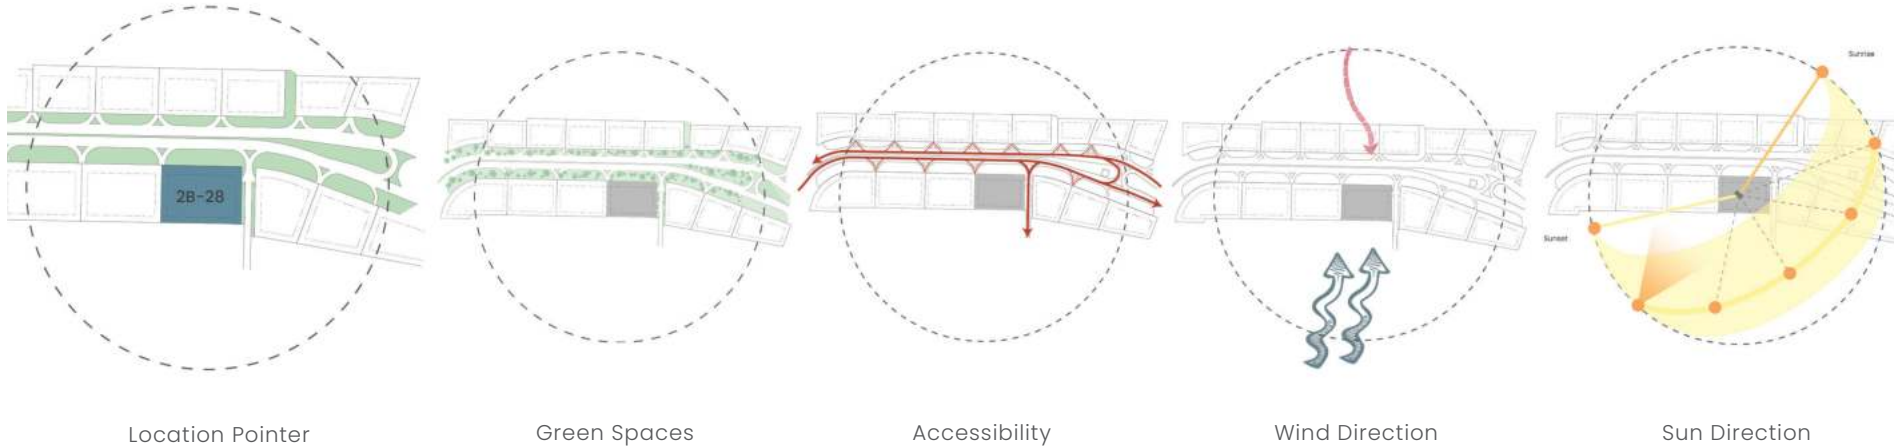 2B-28
Sunrise
Sunset
Location Pointer
Green Spaces
Accessibility
Wind Direction
Sun Direction